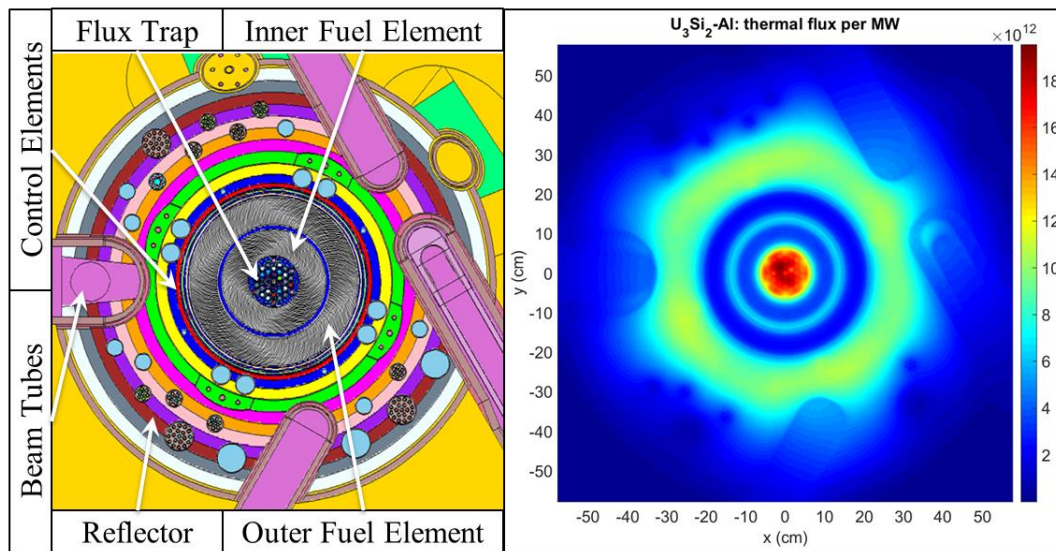 Flux Trap
Inner Fuel Element
Control Elements
Beam Tubes
Reflector
Outer Fuel Element
U₃Si₂-Al: thermal flux per MW
×10¹²
50
40
30
20
10
0
-10
-20
-30
-40
-50
y (cm)
-50 -40 -30 -20 -10 0 10 20 30 40 50
x (cm)
18
16
14
12
10
8
6
4
2